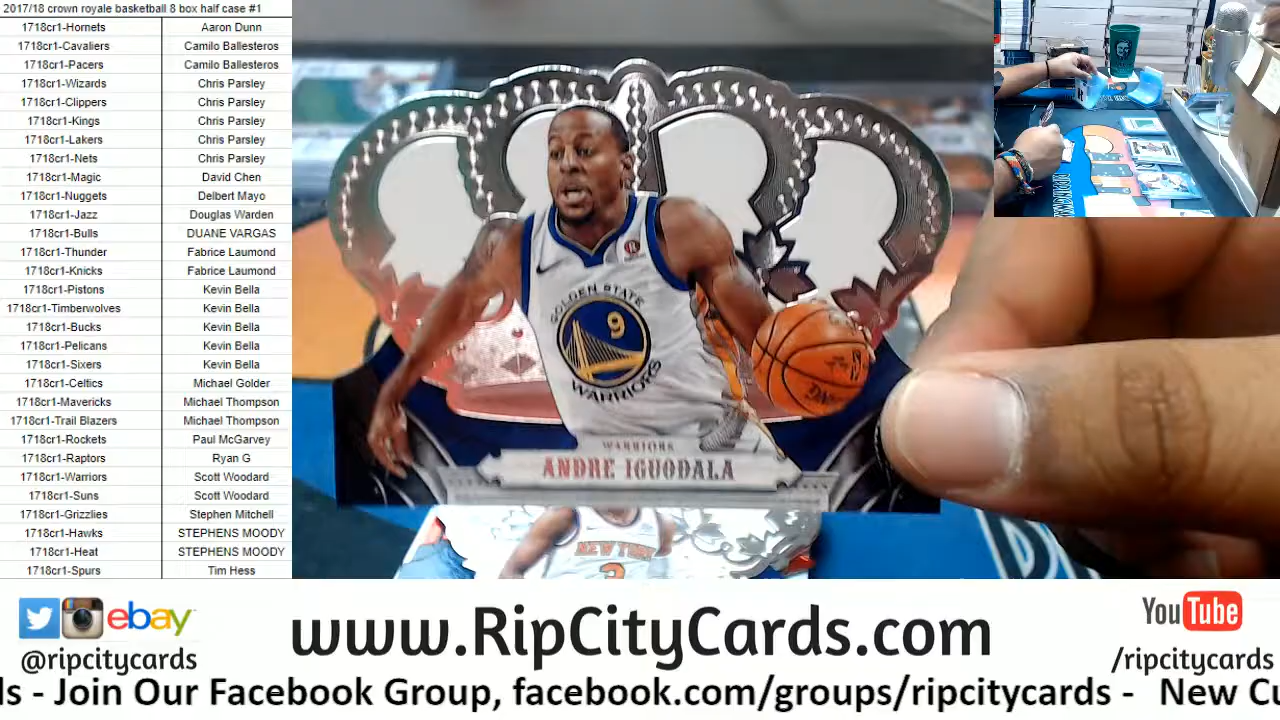 2017/18 crown royale basketball 8 box half case #1
1718cr1-Hornets Aaron Dunn
1718cr1-Cavaliers Camilo Ballesteros
1718cr1-Pacers Camilo Ballesteros
1718cr1-Wizards Chris Parsley
1718cr1-Clippers Chris Parsley
1718cr1-Kings Chris Parsley
1718cr1-Lakers Chris Parsley
1718cr1-Nets Chris Parsley
1718cr1-Magic David Chen
1718cr1-Nuggets Delbert Mayo
1718cr1-Jazz Douglas Warden
1718cr1-Bulls DUANE VARGAS
1718cr1-Thunder Fabrice Laumond
1718cr1-Knicks Fabrice Laumond
1718cr1-Pistons Kevin Bella
1718cr1-Timberwolves Kevin Bella
1718cr1-Bucks Kevin Bella
1718cr1-Pelicans Kevin Bella
1718cr1-Sixers Kevin Bella
1718cr1-Celtics Michael Golder
1718cr1-Mavericks Michael Thompson
1718cr1-Trail Blazers Michael Thompson
1718cr1-Rockets Paul McGarvey
1718cr1-Raptors Ryan G
1718cr1-Warriors Scott Woodard
1718cr1-Suns Scott Woodard
1718cr1-Grizzlies Stephen Mitchell
1718cr1-Hawks STEPHENS MOODY
1718cr1-Heat STEPHENS MOODY
1718cr1-Spurs Tim Hess
GOLDEN STATE
9
WARRIORS
WARRIORS
ANDRE IGUODALA
NEW YORK
3
ebay
@ripcitycards
www.RipCityCards.com
YouTube
/ripcitycards
ds - Join Our Facebook Group, facebook.com/groups/ripcitycards - New Cu